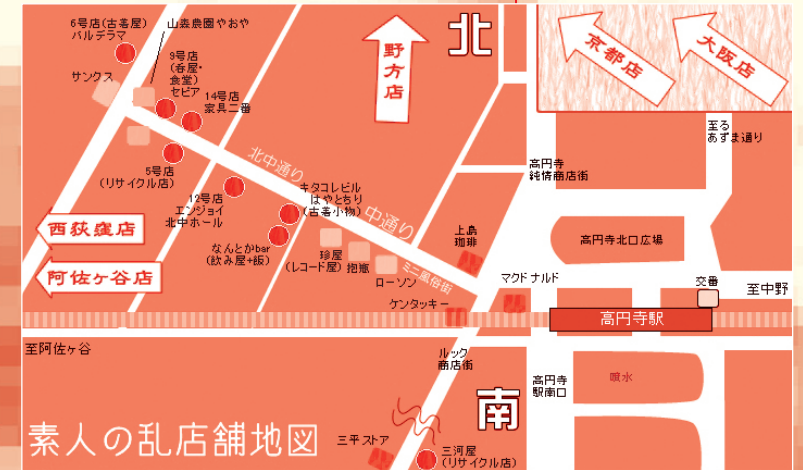 6号店(古着屋)
バルデラマ
山森農園やおや
9号店
(呑屋・
食堂)
セピア
サンクス
14号店
家具二番
北
野方
店
京都店
大阪店
至る
あずま通り
5号店
(リサイクル店)
北中通り
高円寺
純情商店街
12号店
エンジョイ
北中ホール
キタコレビル
はやとちり
(古着小物)
中通り
西荻窪店
なんとかbar
(飲み屋+飯)
上島
珈琲
高円寺北口広場
珍屋
(レコード屋)
抱瓶
ローソン
ミニ風俗街
阿佐ヶ谷店
マクドナルド
交番
至中野
ケンタッキー
高円寺駅
至阿佐ヶ谷
ルック
商店街
高円寺
駅南口
噴水
南
素人の乱店舗地図
三平ストア
三河屋
(リサイクル店)